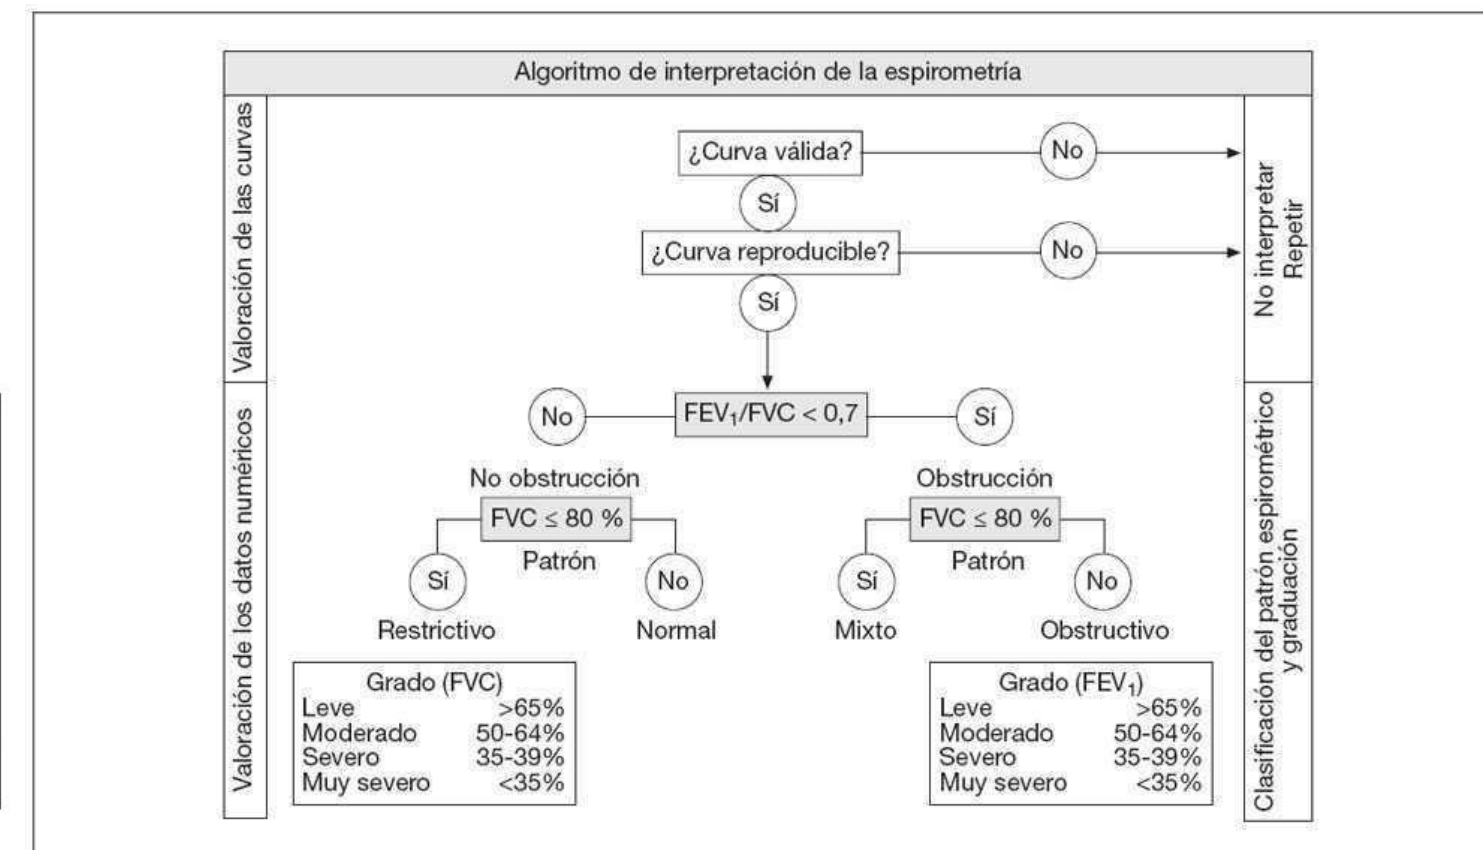 Algoritmo de interpretación de la espirometría
Valoración de las curvas
¿Curva válida?
No
Sí
¿Curva reproducible?
No
Sí
No interpretar
Repetir
Valoración de los datos numéricos
No
FEV₁/FVC < 0,7
Sí
No obstrucción
FVC ≤ 80 %
Patrón
Sí
No
Restrictivo
Normal
Obstrucción
FVC ≤ 80 %
Patrón
Sí
No
Mixto
Obstructivo
Grado (FVC)
Leve >65%
Moderado 50-64%
Severo 35-39%
Muy severo <35%
Grado (FEV₁)
Leve >65%
Moderado 50-64%
Severo 35-39%
Muy severo <35%
Clasificación del patrón espirométrico
y graduación